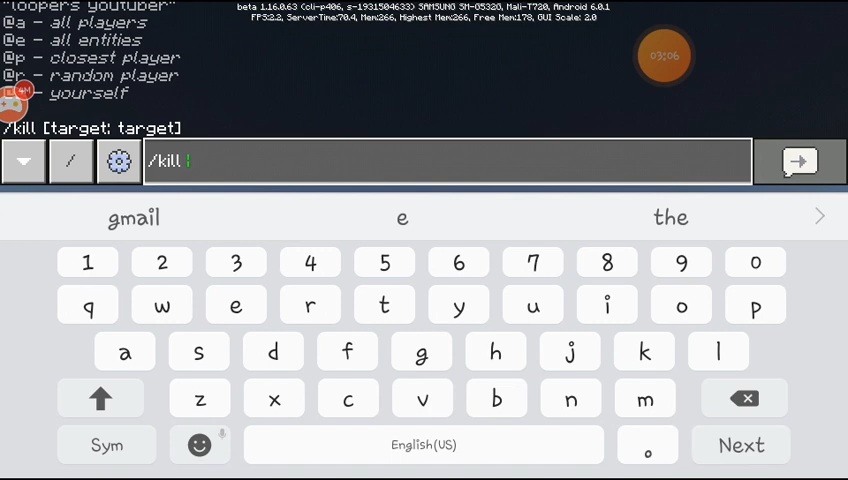 beta 1.16.0.63 (cli-p406, s-1931504633) SAMSUNG SM-G532G, Mali-T720, Android 6.0.1
FPS:2.2, ServerTime:70.4, Mem:266, Highest Mem:266, Free Mem:178, GUI Scale: 2.0
"loopers youtuber"
@a - all players
@e - all entities
@p - closest player
@r - random player
- yourself
4M
03:06
/kill [target: target]
/
/kill
gmail e the
1 2 3 4 5 6 7 8 9 0
q w e r t y u i o p
a s d f g h j k l
z x c v b n m
Sym English(US) . Next